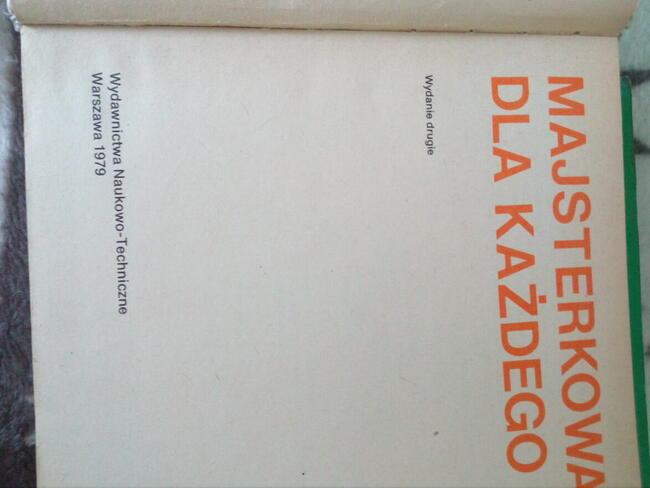 MAJSTERKOWA
DLA KAŻDEGO
Wydanie drugie
Wydawnictwa Naukowo-Techniczne
Warszawa 1979